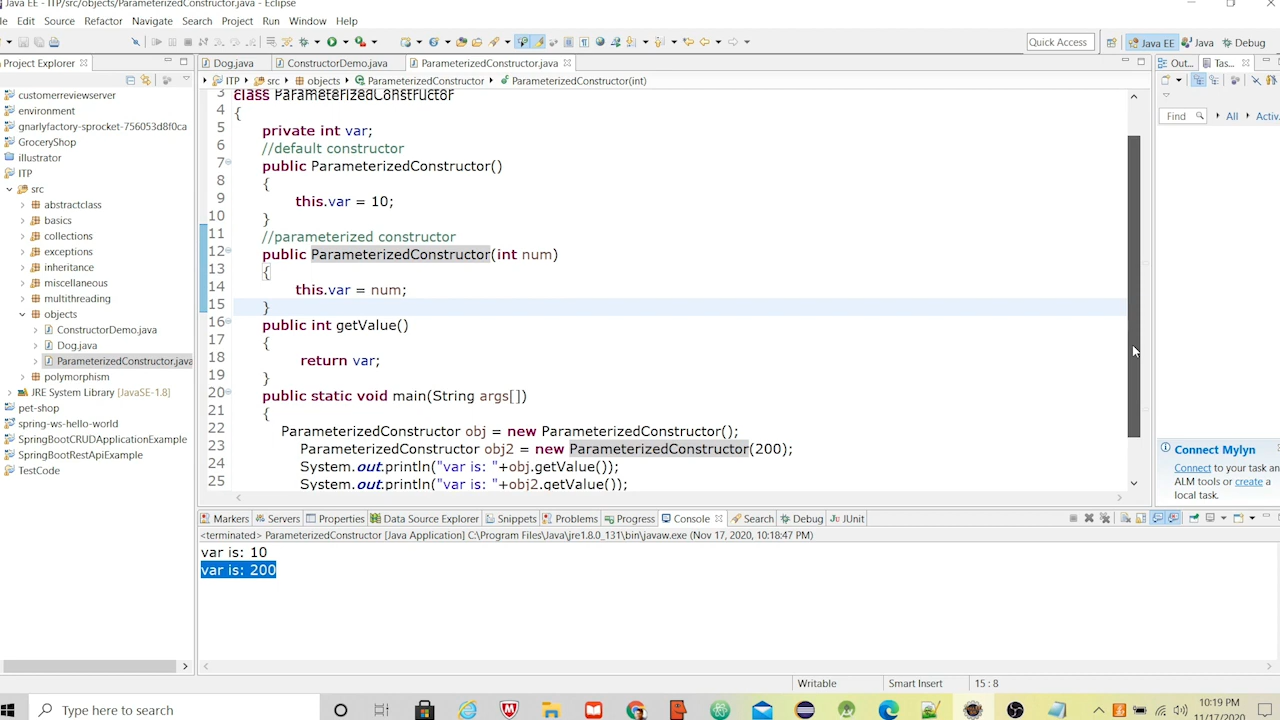 Java EE - ITP/src/objects/ParameterizedConstructor.java - Eclipse
Edit Source Refactor Navigate Search Project Run Window Help
Quick Access Java EE Java Debug
Project Explorer
Dog.java ConstructorDemo.java ParameterizedConstructor.java
Out... Tas...
ITP src objects ParameterizedConstructor ParameterizedConstructor(int)
Find All Activ...
customerreviewserver
environment
gnarlyfactory-sprocket-756053d8f0ca
GroceryShop
illustrator
ITP
src
abstractclass
basics
collections
exceptions
inheritance
miscellaneous
multithreading
objects
ConstructorDemo.java
Dog.java
ParameterizedConstructor.java
polymorphism
JRE System Library [JavaSE-1.8]
pet-shop
spring-ws-hello-world
SpringBootCRUDApplicationExample
SpringBootRestApiExample
TestCode
3 class ParameterizedConstructor
4 {
5 private int var;
6 //default constructor
7 public ParameterizedConstructor()
8 {
9 this.var = 10;
10 }
11 //parameterized constructor
12 public ParameterizedConstructor(int num)
13 {
14 this.var = num;
15 }
16 public int getValue()
17 {
18 return var;
19 }
20 public static void main(String args[])
21 {
22 ParameterizedConstructor obj = new ParameterizedConstructor();
23 ParameterizedConstructor obj2 = new ParameterizedConstructor(200);
24 System.out.println("var is: "+obj.getValue());
25 System.out.println("var is: "+obj2.getValue());
Connect Mylyn
Connect to your task an
ALM tools or create a
local task.
Markers Servers Properties Data Source Explorer Snippets Problems Progress Console Search Debug JUnit
<terminated> ParameterizedConstructor [Java Application] C:\Program Files\Java\jre1.8.0_131\bin\javaw.exe (Nov 17, 2020, 10:18:47 PM)
var is: 10
var is: 200
Writable Smart Insert 15 : 8
Type here to search
10:19 PM